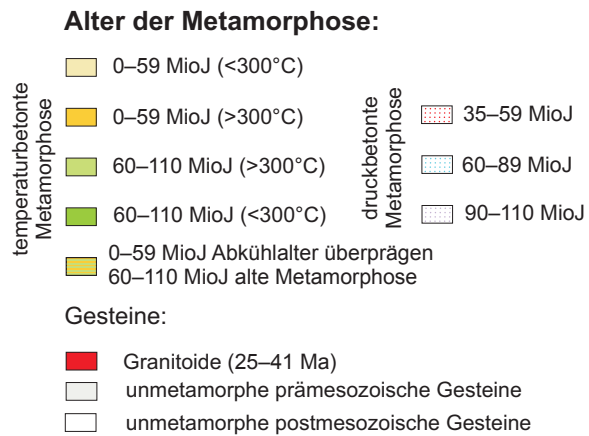 Alter der Metamorphose:
temperaturbetonte
Metamorphose
0–59 MioJ (<300°C)
0–59 MioJ (>300°C)
60–110 MioJ (>300°C)
60–110 MioJ (<300°C)
0–59 MioJ Abkühlalter überprägen
60–110 MioJ alte Metamorphose
druckbetonte
Metamorphose
35–59 MioJ
60–89 MioJ
90–110 MioJ
Gesteine:
Granitoide (25–41 Ma)
unmetamorphe prämesozoische Gesteine
unmetamorphe postmesozoische Gesteine